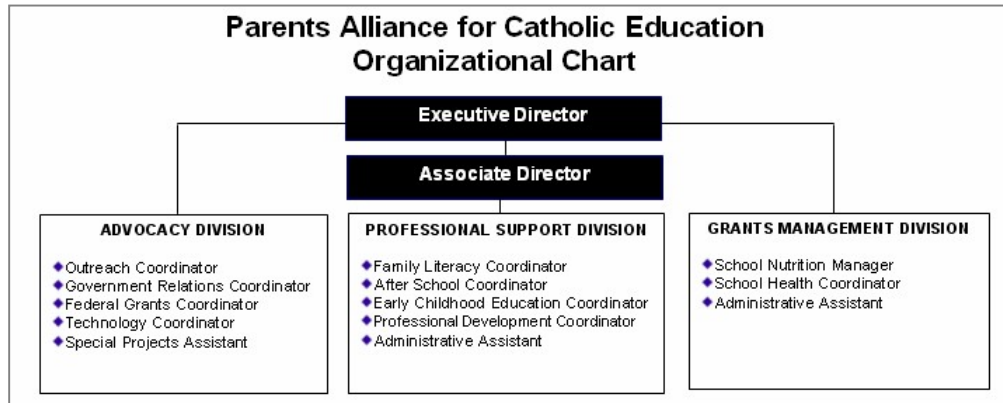 Parents Alliance for Catholic Education
Organizational Chart
Executive Director
Associate Director
ADVOCACY DIVISION
Outreach Coordinator
Government Relations Coordinator
Federal Grants Coordinator
Technology Coordinator
Special Projects Assistant
PROFESSIONAL SUPPORT DIVISION
Family Literacy Coordinator
After School Coordinator
Early Childhood Education Coordinator
Professional Development Coordinator
Administrative Assistant
GRANTS MANAGEMENT DIVISION
School Nutrition Manager
School Health Coordinator
Administrative Assistant